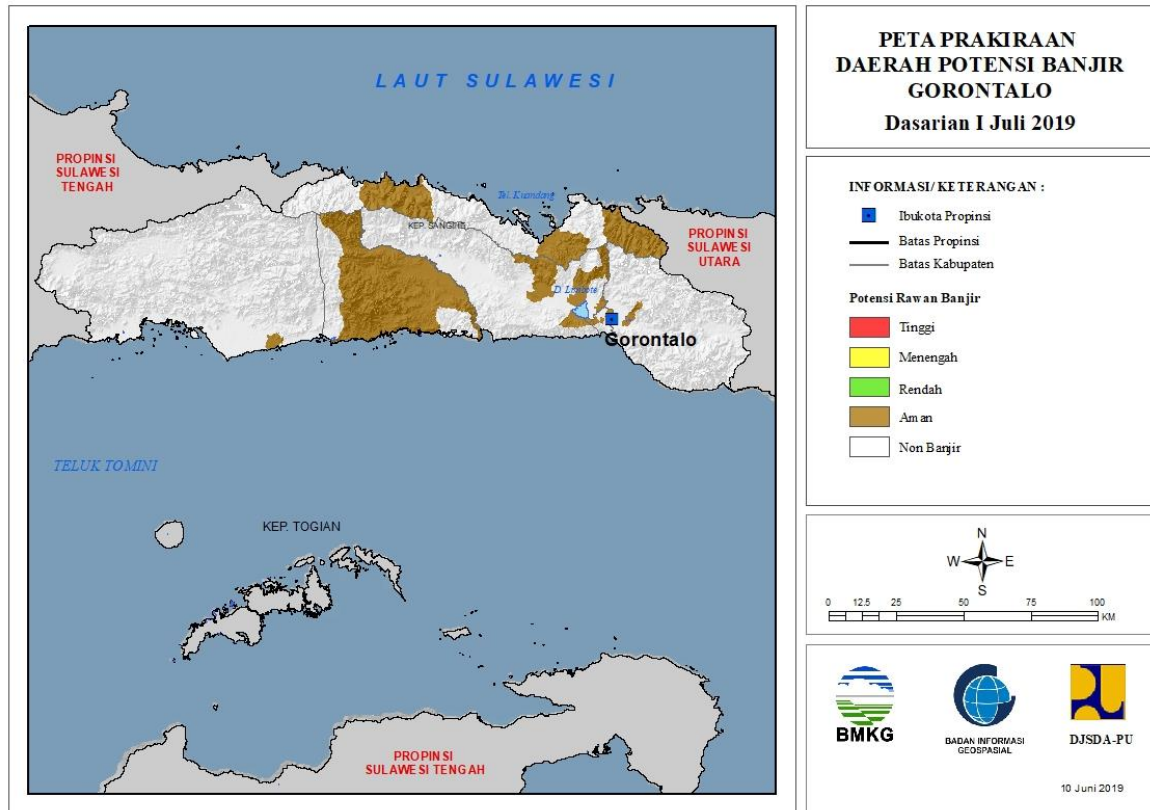 LAUT SULAWESI
PROPINSI
SULAWESI
TENGAH
Tel. Kuandang
KEP. SANGIHE
PROPINSI
SULAWESI
UTARA
D. Limboto
Gorontalo
TELUK TOMINI
KEP. TOGIAN
PROPINSI
SULAWESI TENGAH
PETA PRAKIRAAN
DAERAH POTENSI BANJIR
GORONTALO
Dasarian I Juli 2019
INFORMASI/ KETERANGAN :
Ibukota Propinsi
Batas Propinsi
Batas Kabupaten
Potensi Rawan Banjir
Tinggi
Menengah
Rendah
Aman
Non Banjir
N
W E
S
0 12.5 25 50 75 100
KM
BMKG
BADAN INFORMASI
GEOSPASIAL
DJSDA-PU
10 Juni 2019